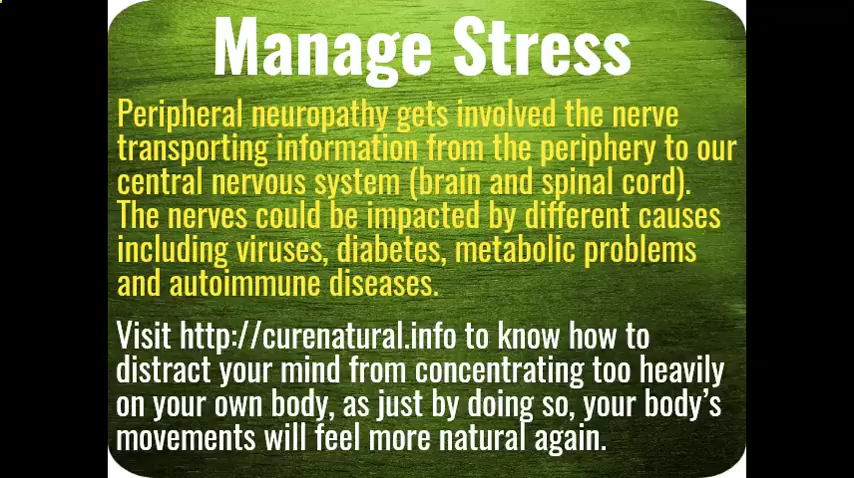 Manage Stress
Peripheral neuropathy gets involved the nerve
transporting information from the periphery to our
central nervous system (brain and spinal cord).
The nerves could be impacted by different causes
including viruses, diabetes, metabolic problems
and autoimmune diseases.
Visit http://curenatural.info to know how to
distract your mind from concentrating too heavily
on your own body, as just by doing so, your body’s
movements will feel more natural again.